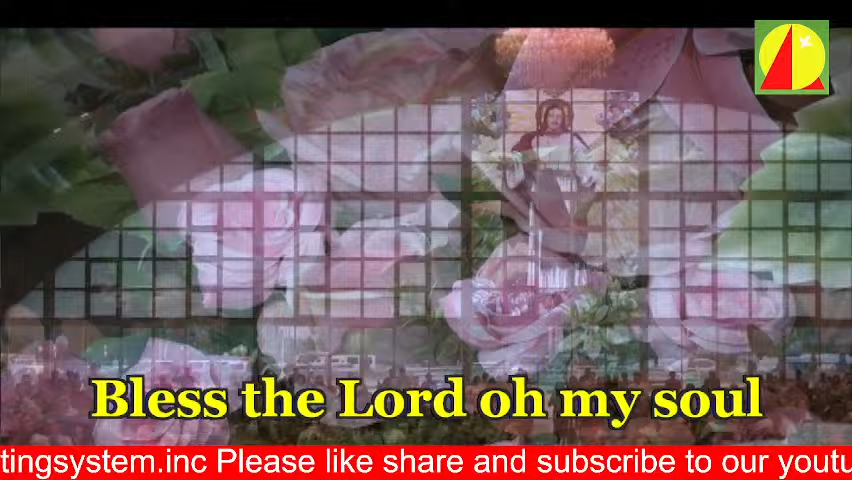 Bless the Lord oh my soul
tingsystem.inc Please like share and subscribe to our youtu